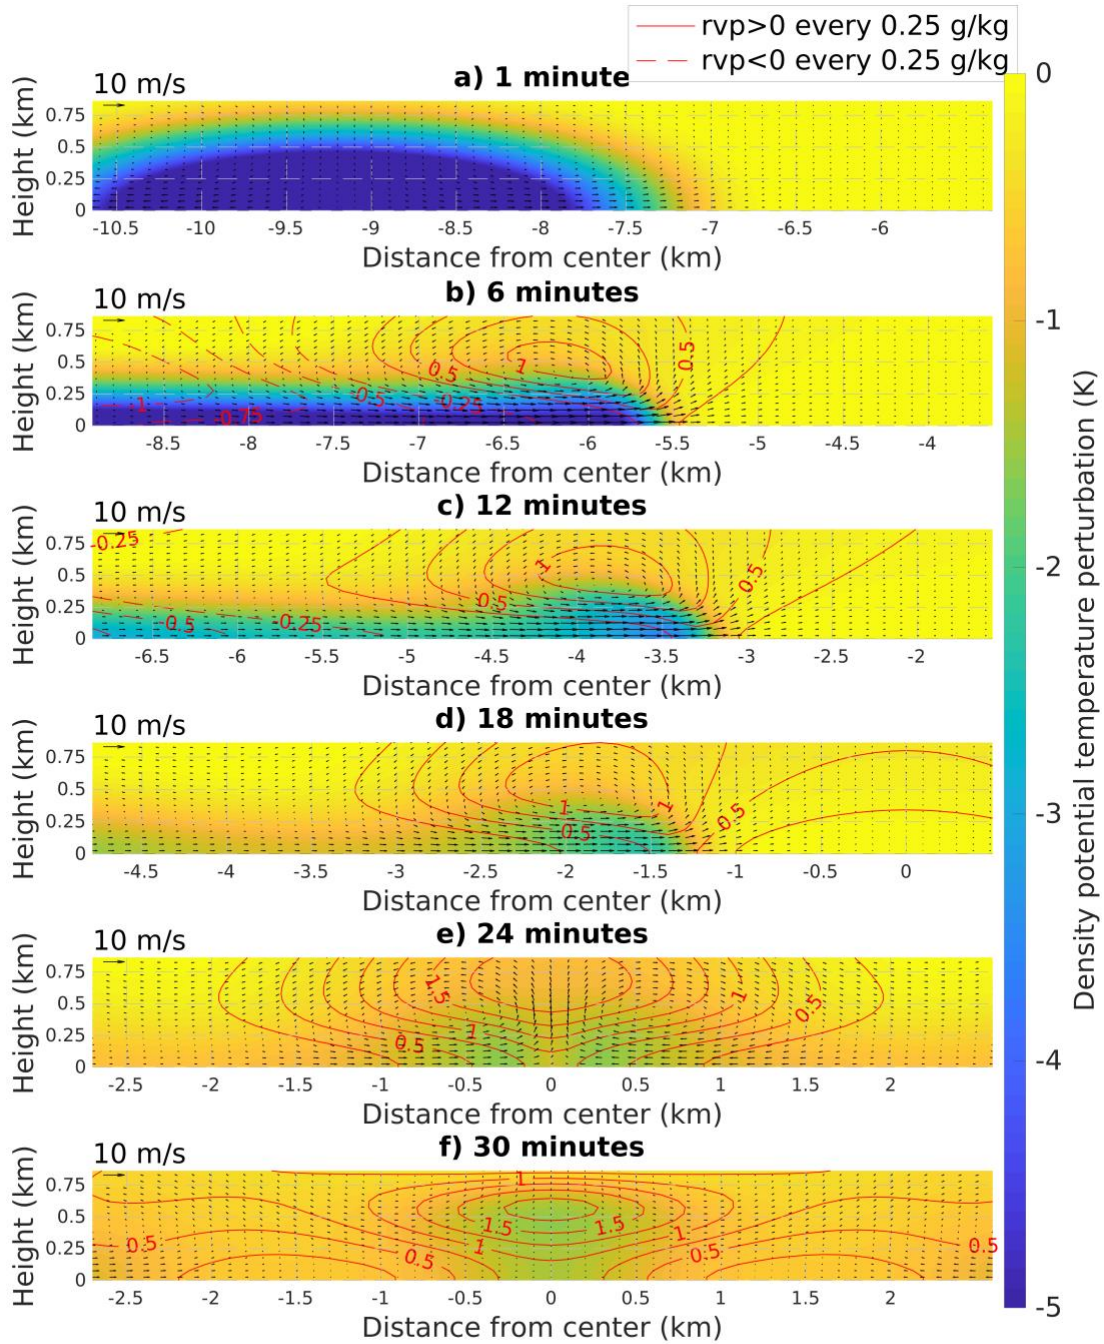 rvp>0 every 0.25 g/kg
rvp<0 every 0.25 g/kg
10 m/s
a) 1 minute
Height (km)
0.75
0.5
0.25
0
-10.5 -10 -9.5 -9 -8.5 -8 -7.5 -7 -6.5 -6
Distance from center (km)
10 m/s
b) 6 minutes
Height (km)
0.75
0.5
0.25
0
0.5 1 0.5
-1 -0.75 -0.5 -0.25
-8.5 -8 -7.5 -7 -6.5 -6 -5.5 -5 -4.5 -4
Distance from center (km)
10 m/s
c) 12 minutes
Height (km)
0.75
0.5
0.25
0
-0.25 1 0.5
0.5
-0.5 -0.25
-6.5 -6 -5.5 -5 -4.5 -4 -3.5 -3 -2.5 -2
Distance from center (km)
10 m/s
d) 18 minutes
Height (km)
0.75
0.5
0.25
0
1 1 0.5
0.5
-4.5 -4 -3.5 -3 -2.5 -2 -1.5 -1 -0.5 0
Distance from center (km)
10 m/s
e) 24 minutes
Height (km)
0.75
0.5
0.25
0
1.5 1 0.5
0.5 1
-2.5 -2 -1.5 -1 -0.5 0 0.5 1 1.5 2
Distance from center (km)
10 m/s
f) 30 minutes
Height (km)
0.75
0.5
0.25
0
1
1.5 1.5
0.5 0.5 1 1 0.5 0.5
-2.5 -2 -1.5 -1 -0.5 0 0.5 1 1.5 2
Distance from center (km)
0
-1
-2
-3
-4
-5
Density potential temperature perturbation (K)